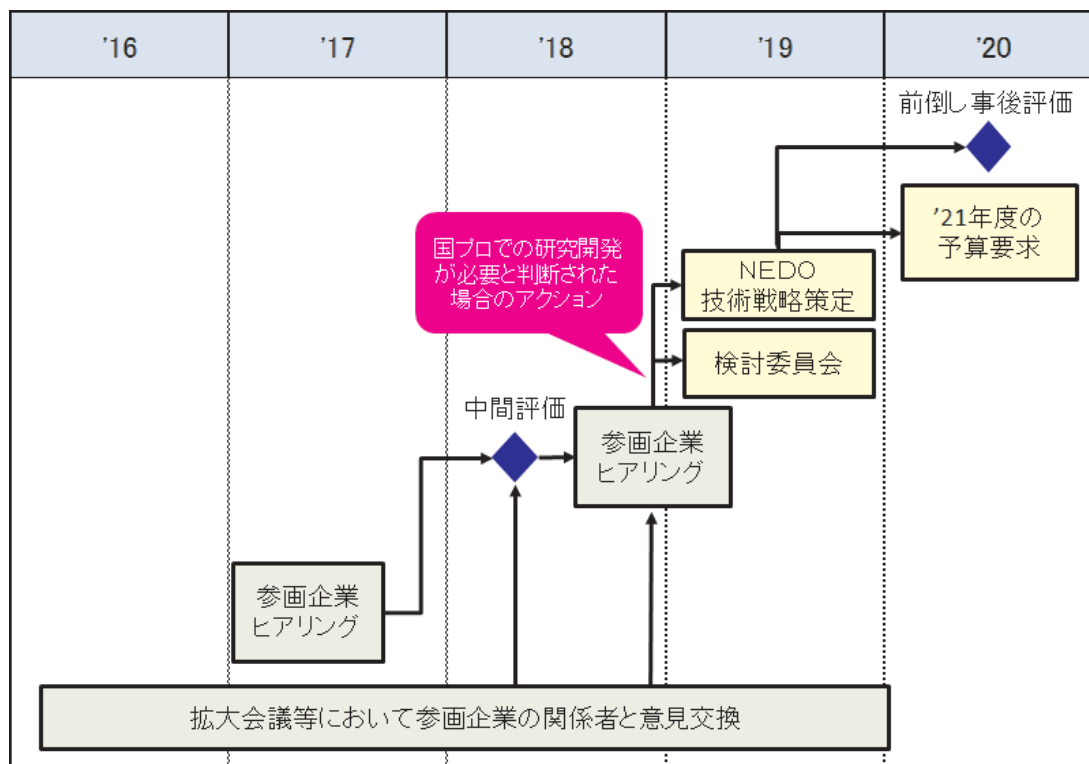 ’16
’17
’18
’19
’20
前倒し事後評価
’21年度の
予算要求
国プロでの研究開発
が必要と判断された
場合のアクション
NEDO
技術戦略策定
検討委員会
中間評価
参画企業
ヒアリング
参画企業
ヒアリング
拡大会議等において参画企業の関係者と意見交換